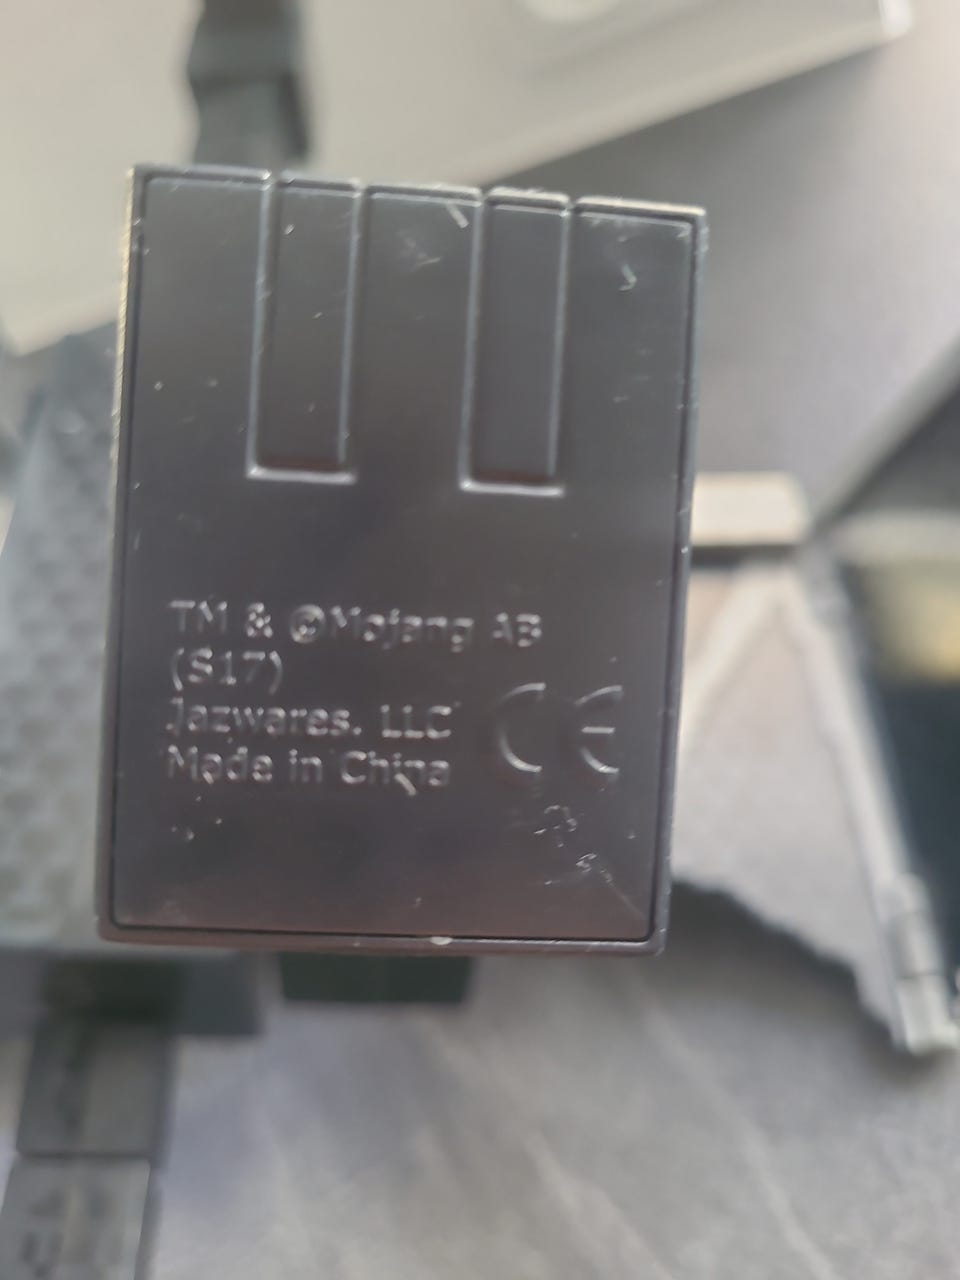 TM & ©Mojang AB
(S17)
Jazwares. LLC
Made in China
CE